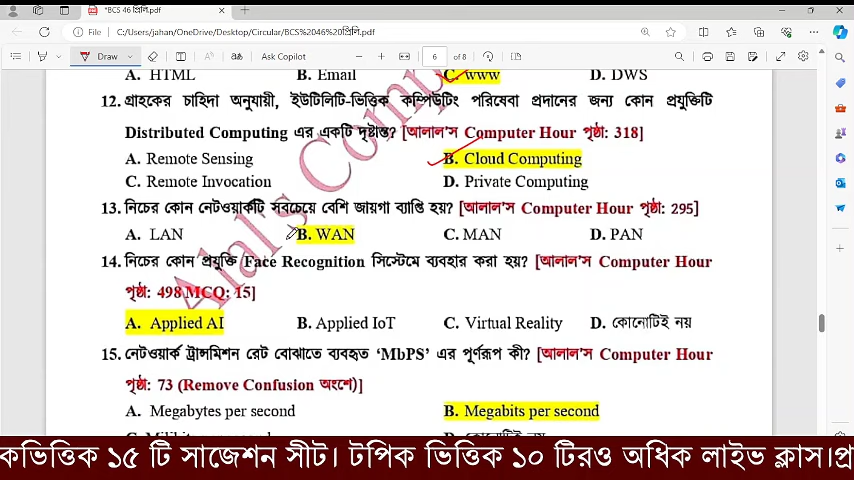 *BCS 46 প্রিলি.pdf
File C:/Users/jahan/OneDrive/Desktop/Circular/BCS%2046%20প্রিলি.pdf
Draw Ask Copilot 6 of 8
A. HTML B. Email C. www D. DWS
12. গ্রাহকের চাহিদা অনুযায়ী, ইউটিলিটি-ভিত্তিক কম্পিউটিং পরিষেবা প্রদানের জন্য কোন প্রযুক্তিটি
Distributed Computing এর একটি দৃষ্টান্ত? [আলাল'স Computer Hour পৃষ্ঠা: 318]
A. Remote Sensing B. Cloud Computing
C. Remote Invocation D. Private Computing
13. নিচের কোন নেটওয়ার্কটি সবচেয়ে বেশি জায়গা ব্যাপ্তি হয়? [আলাল'স Computer Hour পৃষ্ঠা: 295]
A. LAN B. WAN C. MAN D. PAN
14. নিচের কোন প্রযুক্তি Face Recognition সিস্টেমে ব্যবহার করা হয়? [আলাল'স Computer Hour
পৃষ্ঠা: 498 MCQ: 15]
A. Applied AI B. Applied IoT C. Virtual Reality D. কোনোটিই নয়
15. নেটওয়ার্ক ট্রান্সমিশন রেট বোঝাতে ব্যবহৃত 'MbPS' এর পূর্ণরূপ কী? [আলাল'স Computer Hour
পৃষ্ঠা: 73 (Remove Confusion অংশে)]
A. Megabytes per second B. Megabits per second
কভিত্তিক ১৫ টি সাজেশন সীট। টপিক ভিত্তিক ১০ টিরও অধিক লাইভ ক্লাস।প্র